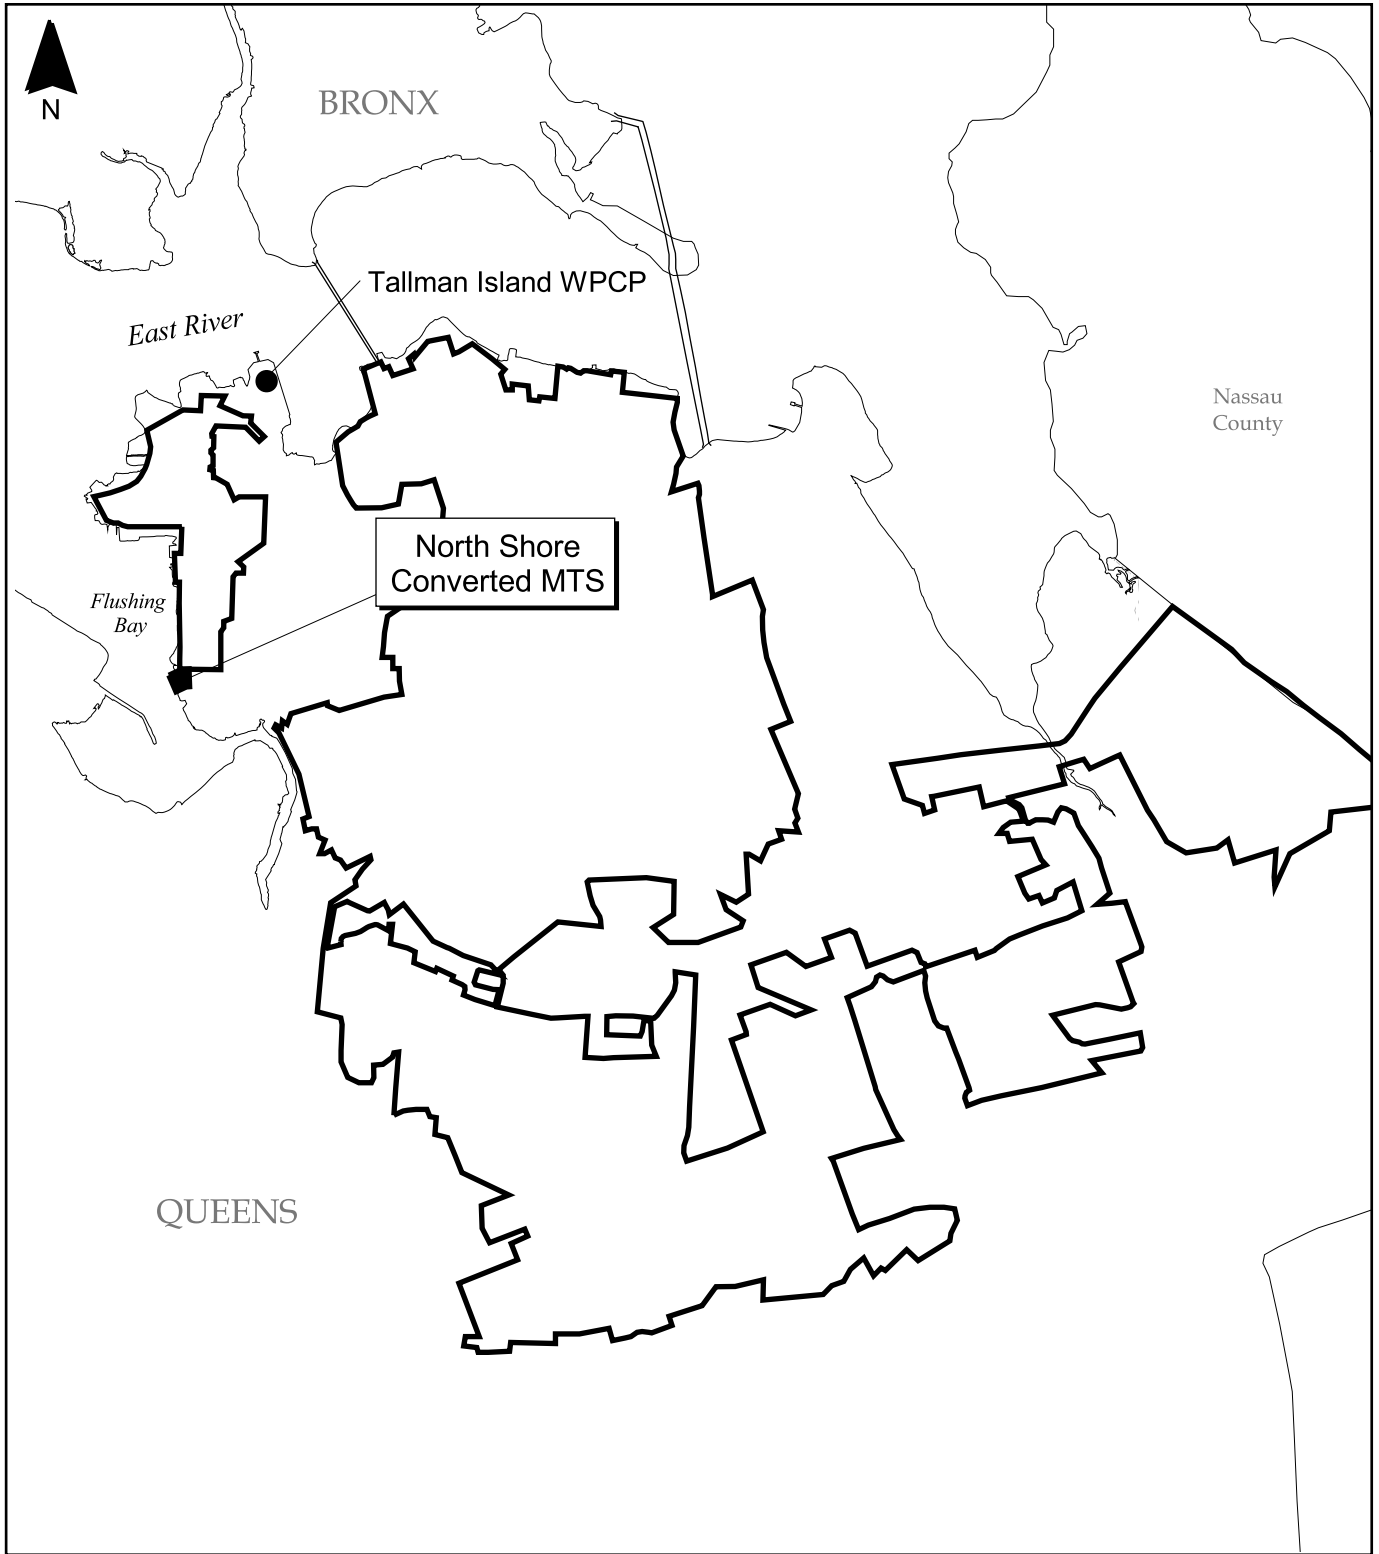 N
BRONX
Tallman Island WPCP
East River
Nassau
County
North Shore
Converted MTS
Flushing
Bay
QUEENS